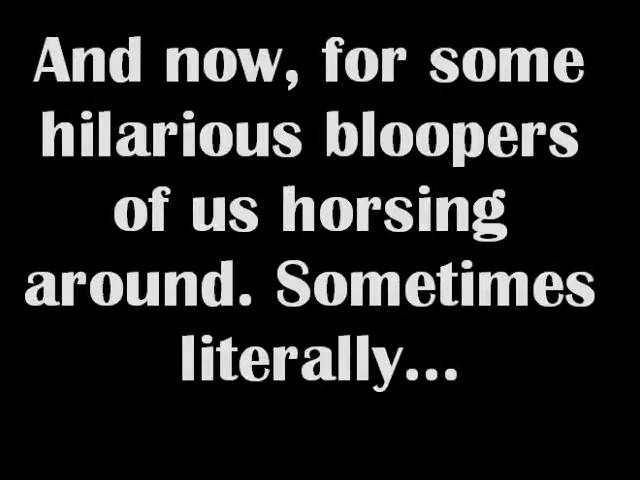 And now, for some
hilarious bloopers
of us horsing
around. Sometimes
literally...